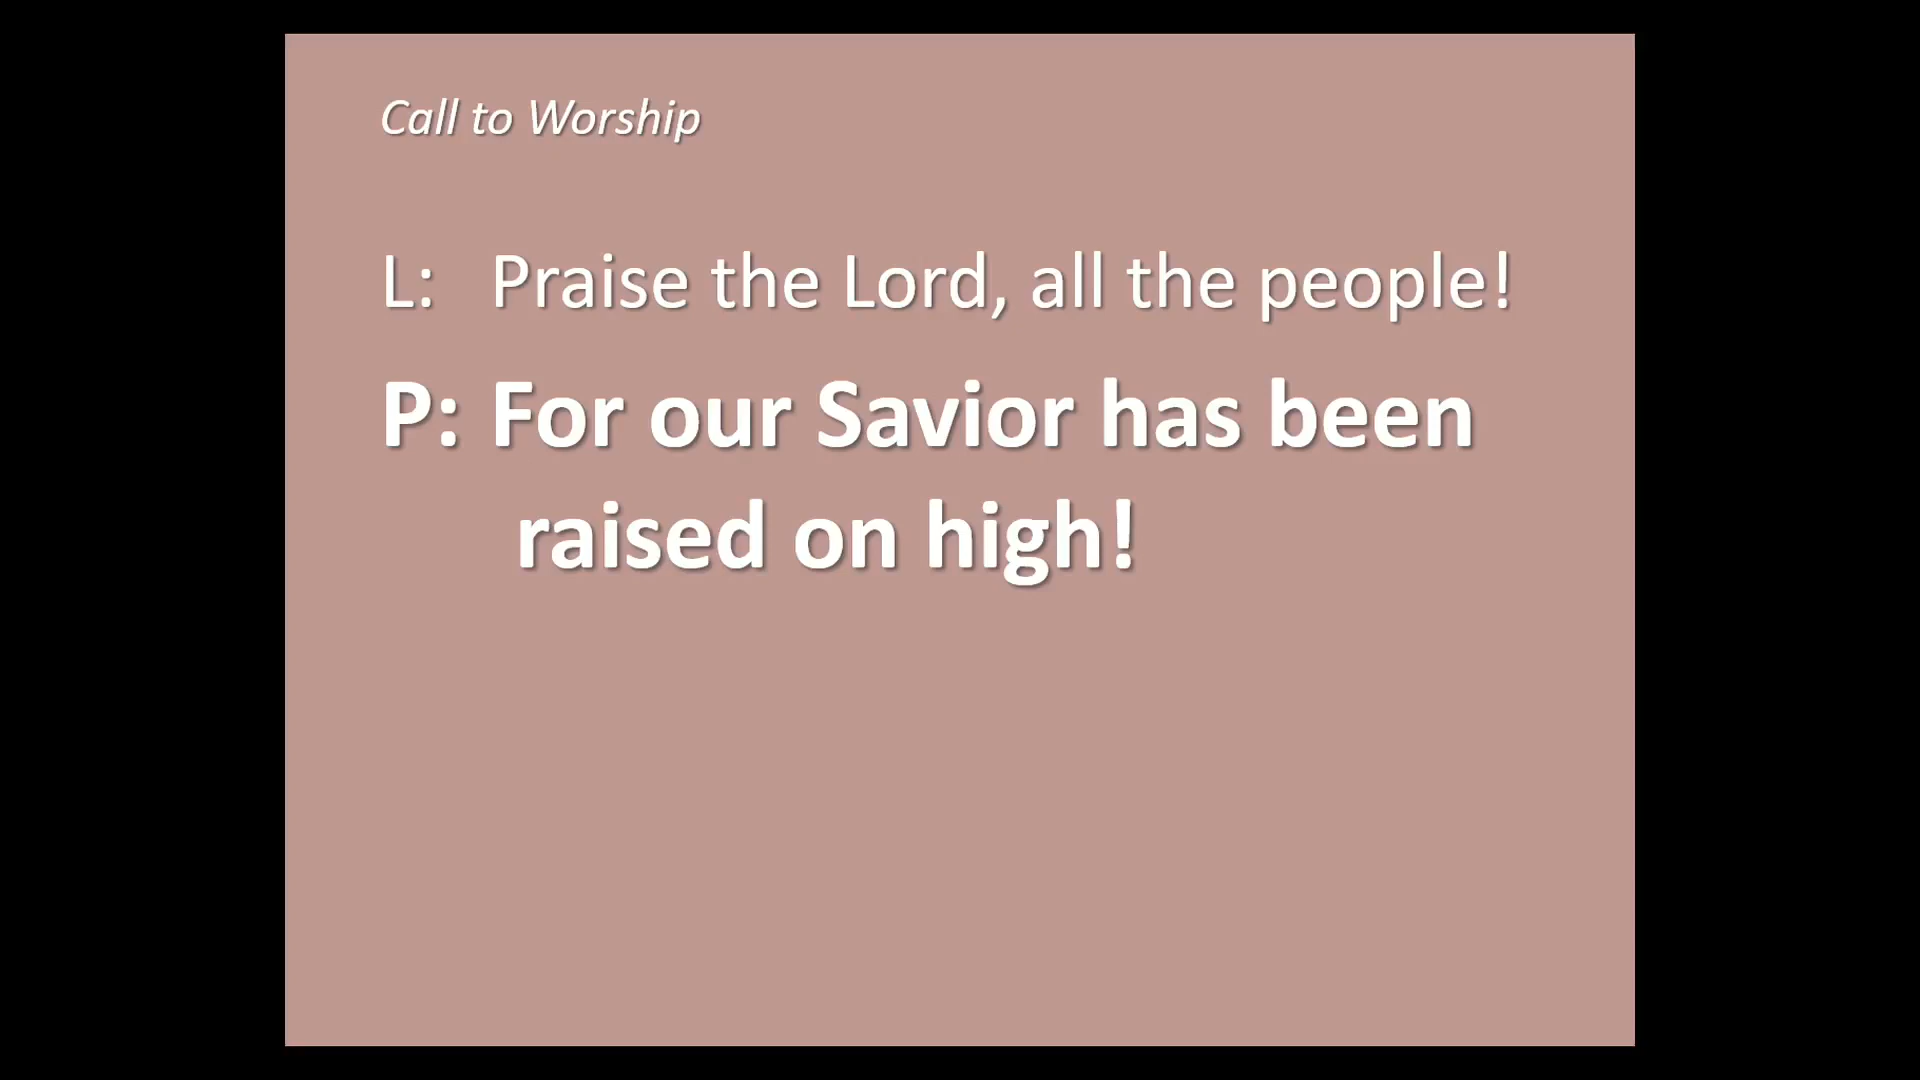 Call to Worship
L: Praise the Lord, all the people!
P: For our Savior has been
raised on high!